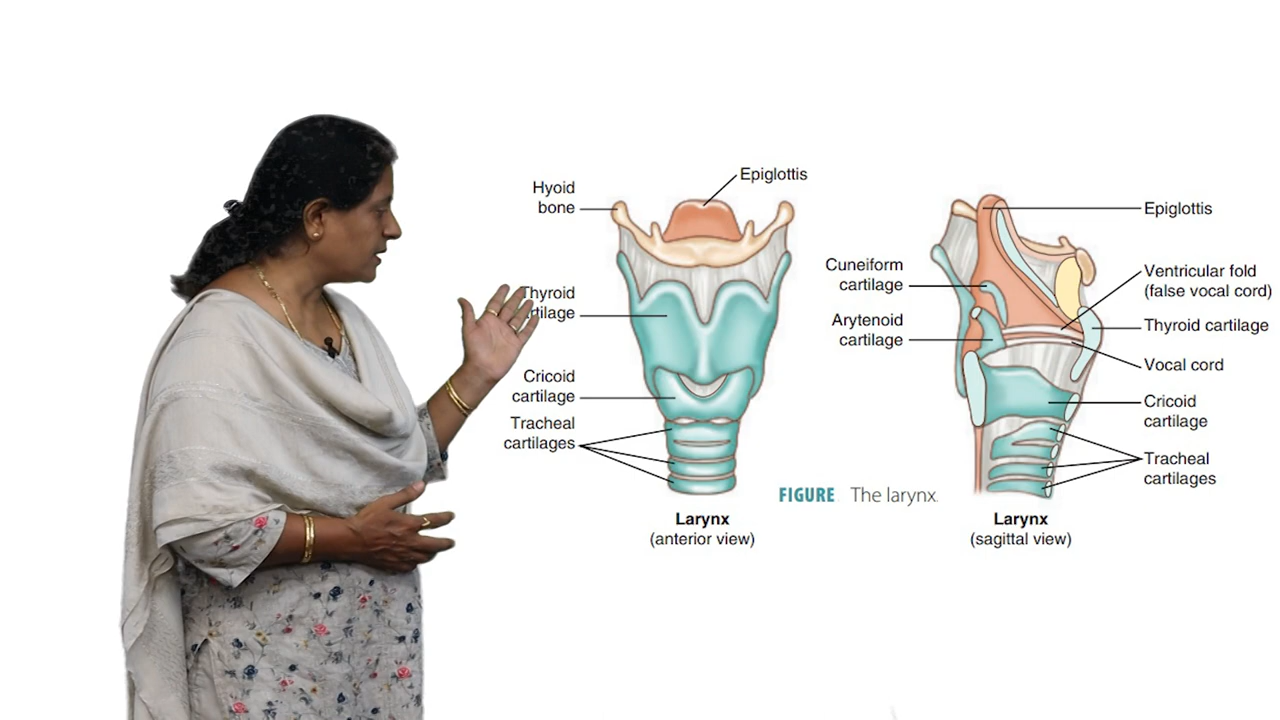 Epiglottis
Hyoid
bone
Thyroid
Cricoid
cartilage
Tracheal
cartilages
Larynx
(anterior view)
Epiglottis
Cuneiform
cartilage
Ventricular fold
(false vocal cord)
Arytenoid
cartilage
Thyroid cartilage
Vocal cord
Cricoid
cartilage
Tracheal
cartilages
Larynx
(sagittal view)
FIGURE The larynx.